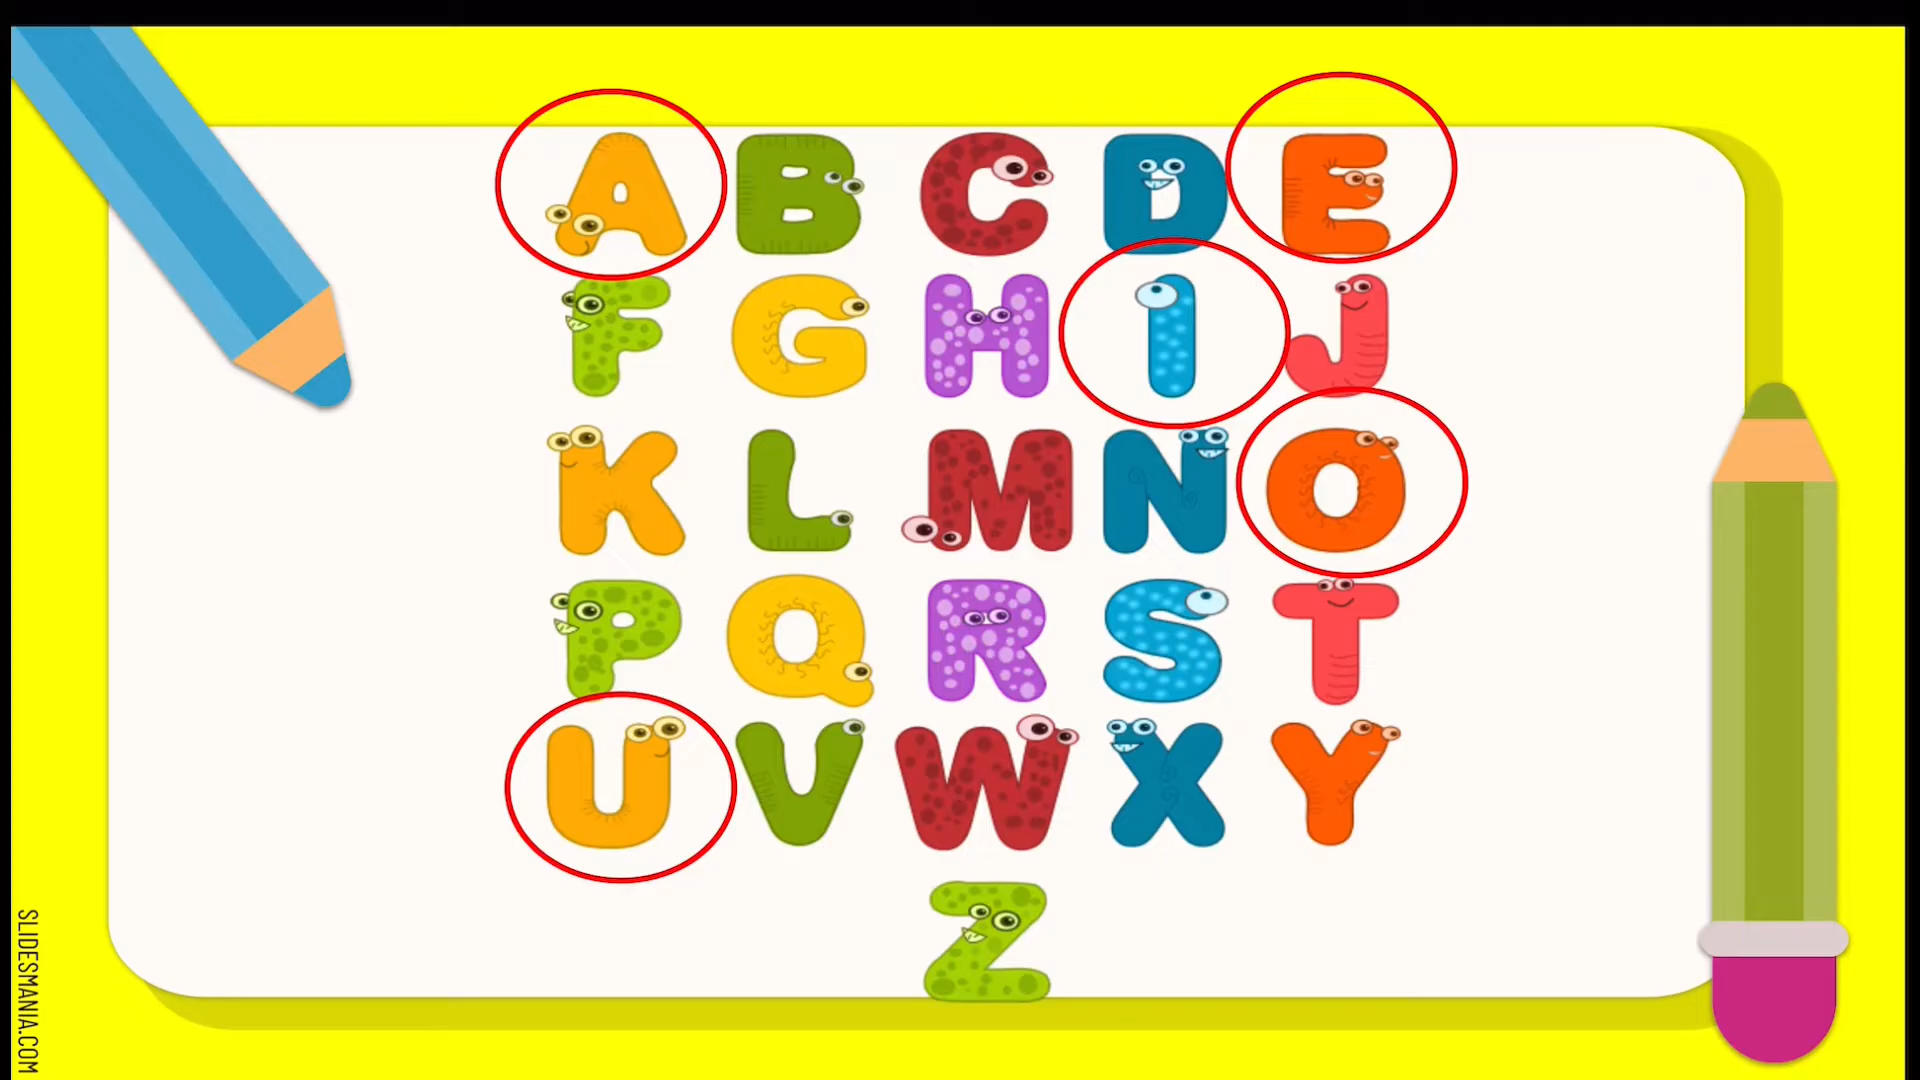 A B C D E
F G H I J
K L M N O
P Q R S T
U V W X Y
Z
SLIDESMANIA.COM